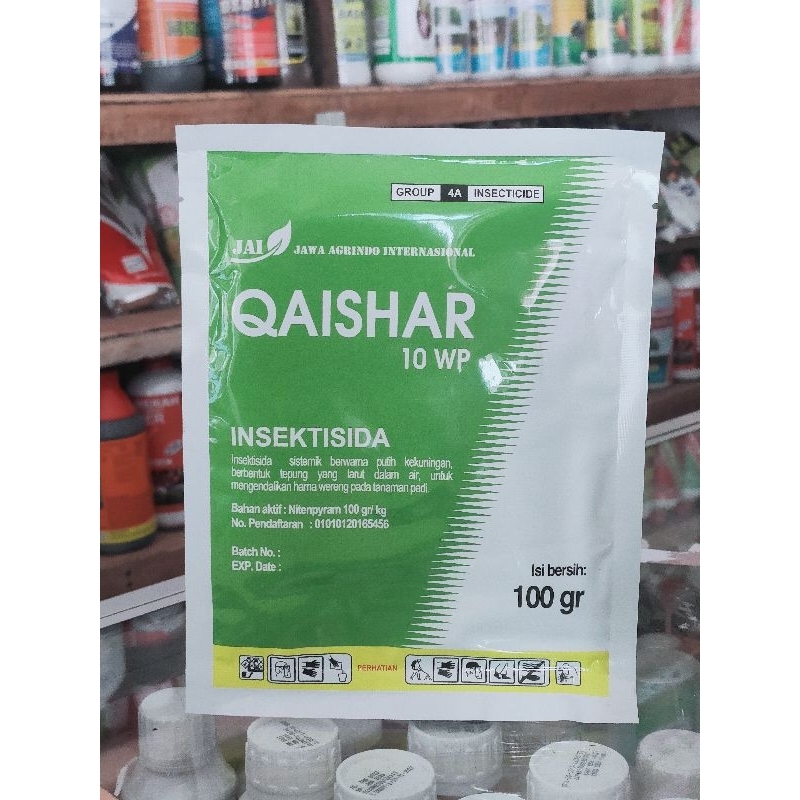 GROUP 4A INSECTICIDE
JAI JAWA AGRINDO INTERNASIONAL
QAISHAR
10 WP
INSEKTISIDA
Insektisida sistemik berwarna putih kekuningan,
berbentuk tepung yang larut dalam air, untuk
mengendalikan hama wereng pada tanaman padi.
Bahan aktif : Nitenpyram 100 gr/ kg
No. Pendaftaran : 01010120165456
Batch No. :
EXP. Date :
Isi bersih:
100 gr
PERHATIAN